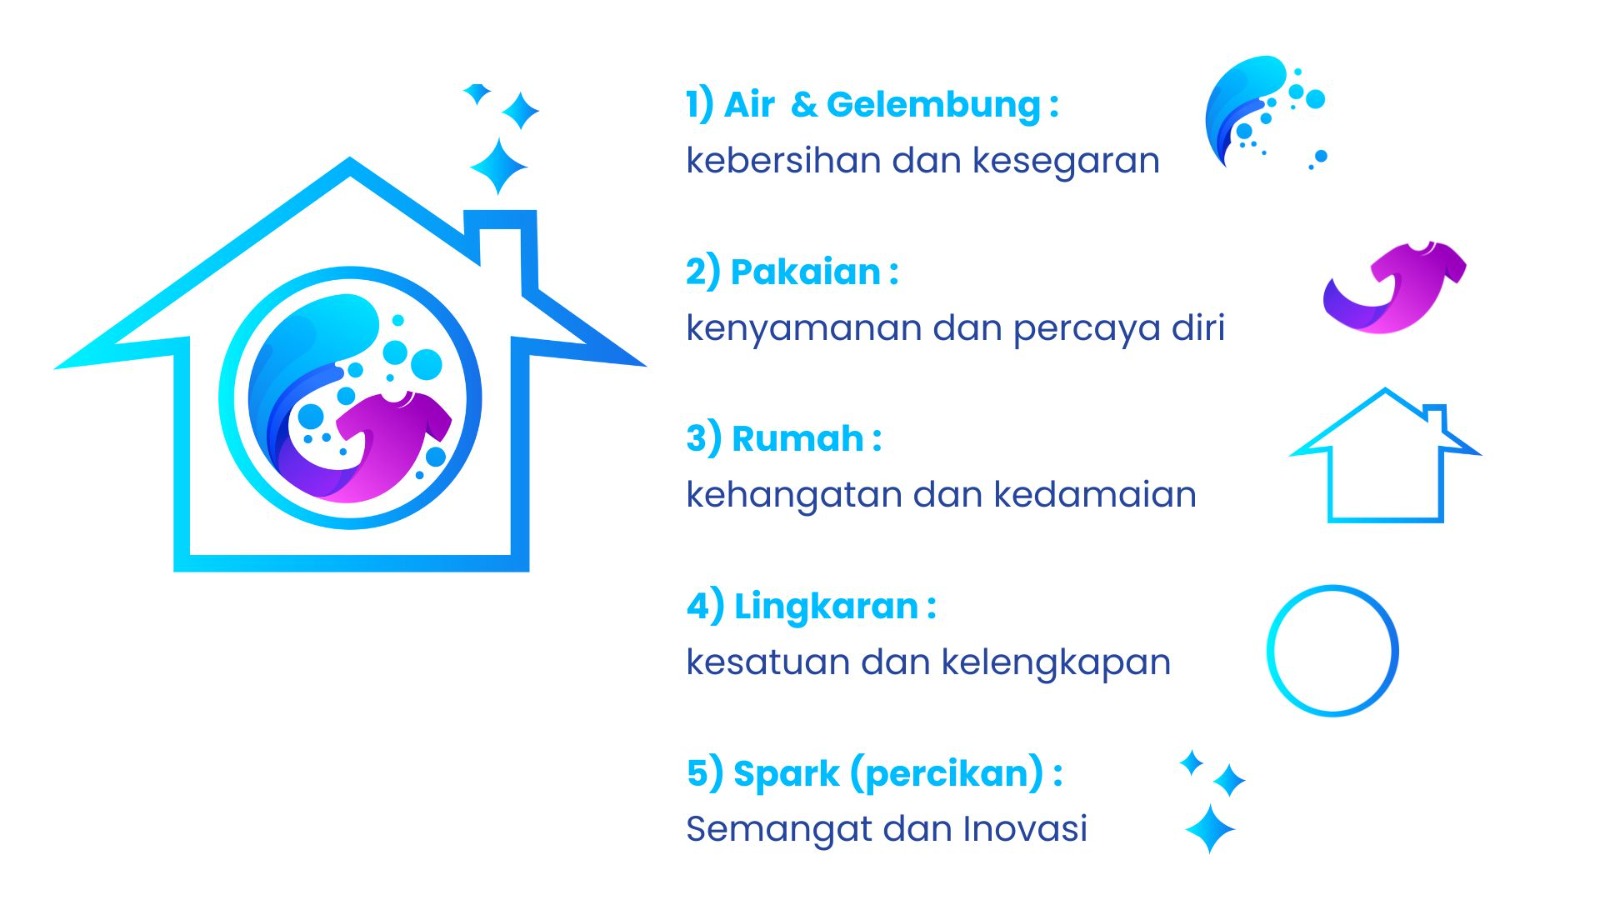 1) Air & Gelembung :
kebersihan dan kesegaran
2) Pakaian :
kenyamanan dan percaya diri
3) Rumah :
kehangatan dan kedamaian
4) Lingkaran :
kesatuan dan kelengkapan
5) Spark (percikan) :
Semangat dan Inovasi